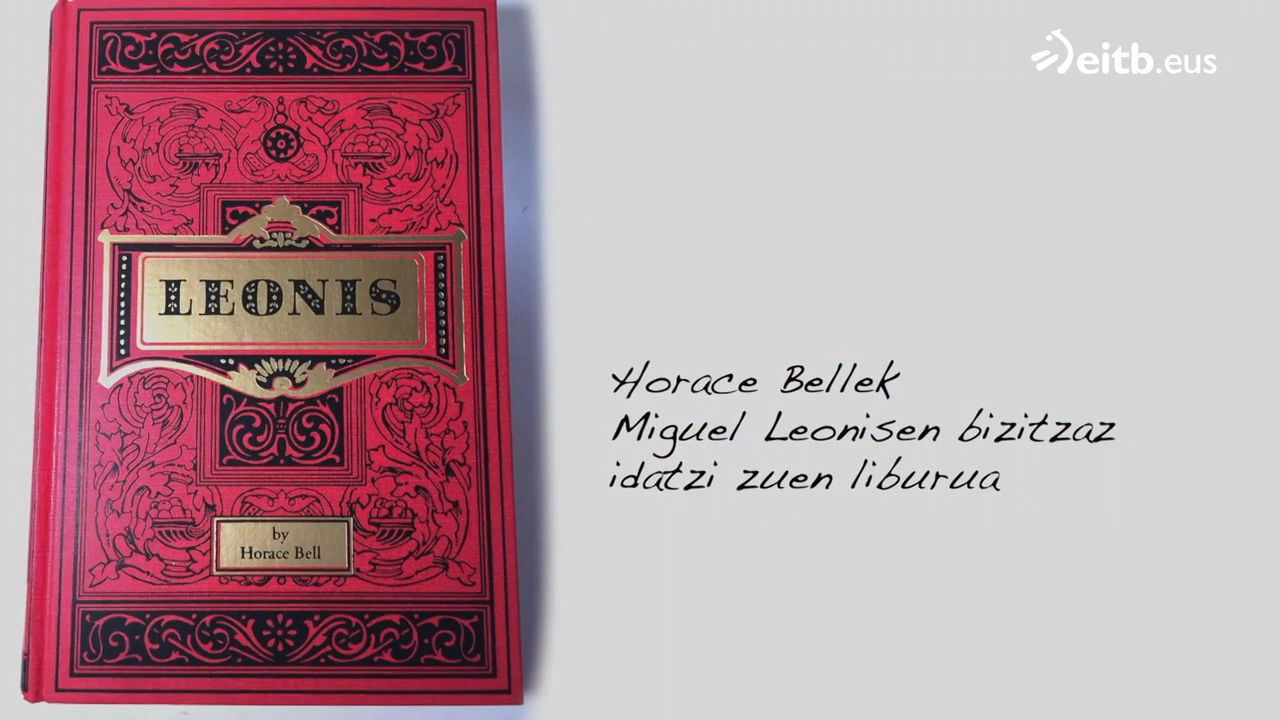 eitb.eus
LEONIS
by
Horace Bell
Horace Bellek
Miguel Leonisen bizitzaz
idatzi zuen liburua